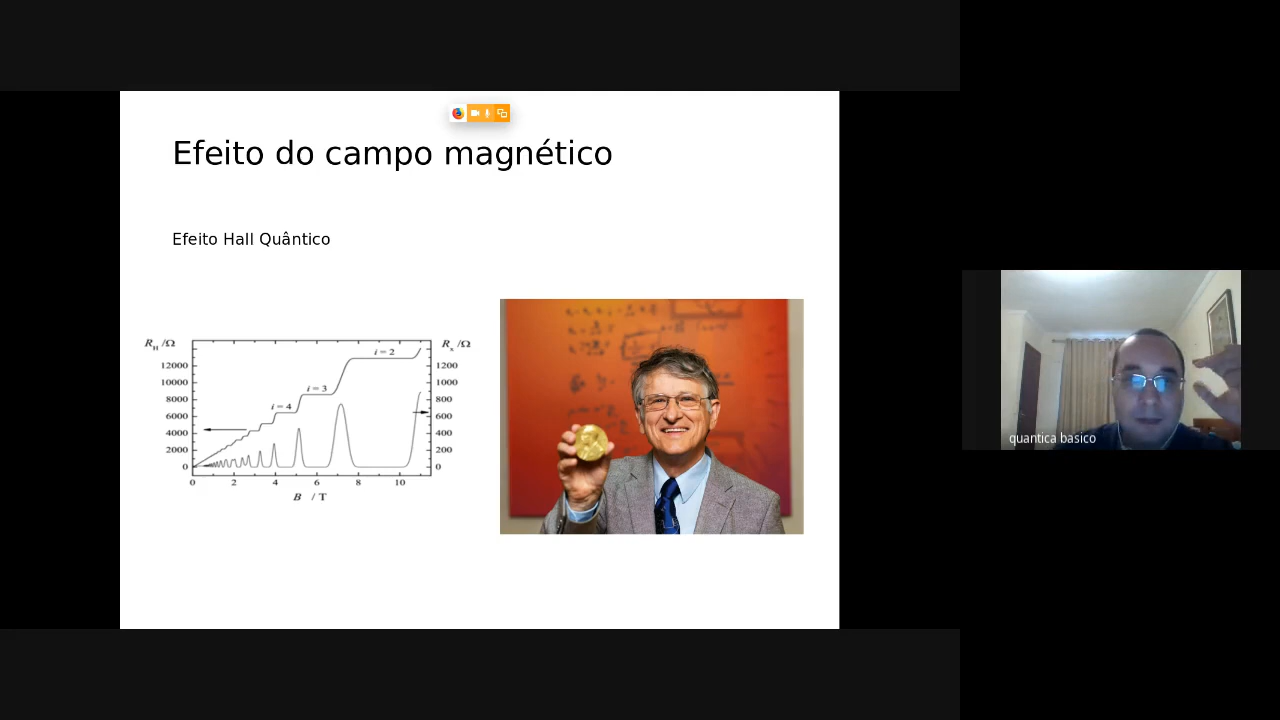 Efeito do campo magnético
Efeito Hall Quântico
R_H /Ω
R_x /Ω
12000
10000
8000
6000
4000
2000
0
i = 2
i = 3
i = 4
1200
1000
800
600
400
200
0
0 2 4 6 8 10
B / T
quantica basico